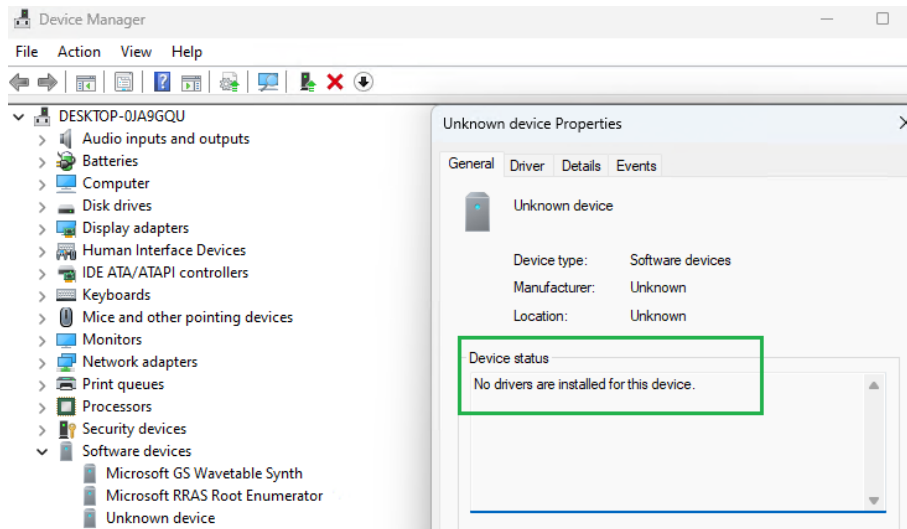 Device Manager
File Action View Help
DESKTOP-0JA9GQU
Audio inputs and outputs
Batteries
Computer
Disk drives
Display adapters
Human Interface Devices
IDE ATA/ATAPI controllers
Keyboards
Mice and other pointing devices
Monitors
Network adapters
Print queues
Processors
Security devices
Software devices
Microsoft GS Wavetable Synth
Microsoft RRAS Root Enumerator
Unknown device
Unknown device Properties
General Driver Details Events
Unknown device
Device type: Software devices
Manufacturer: Unknown
Location: Unknown
Device status
No drivers are installed for this device.